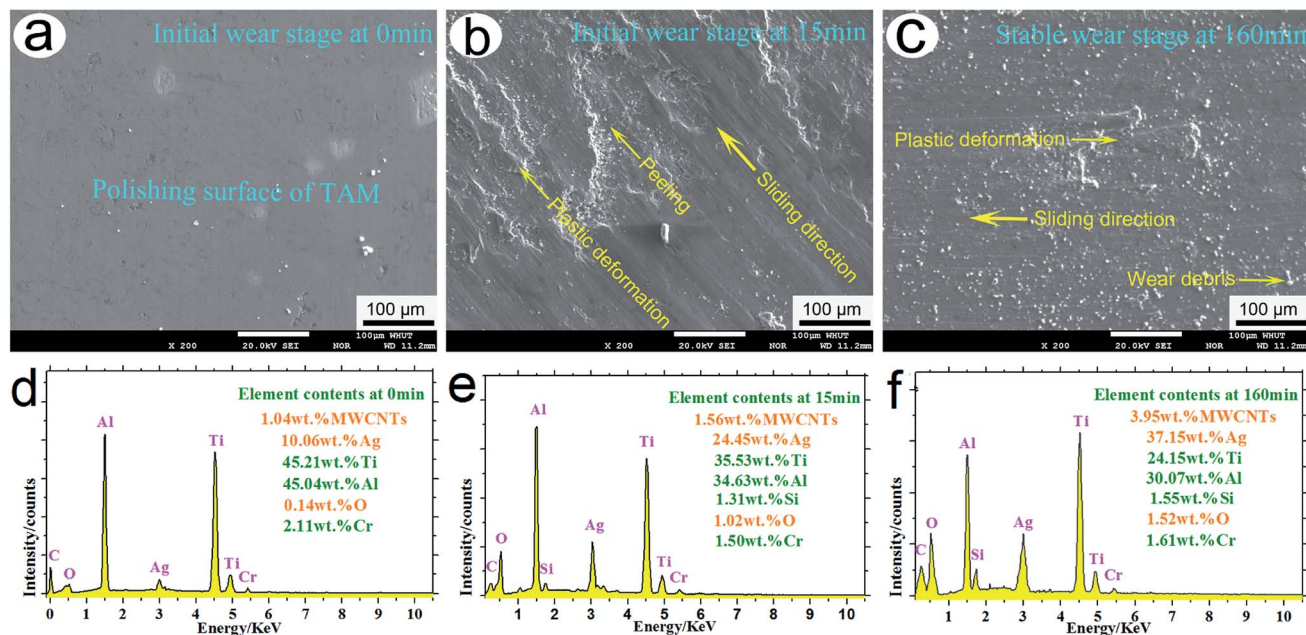 a
Initial wear stage at 0min
Polishing surface of TAM
100 µm
100µm WHUT
X 200 20.0kV SEI NOR WD 11.2mm
b
Initial wear stage at 15min
Plastic deformation
Peeling
Sliding direction
100 µm
100µm WHUT
X 200 20.0kV SEI NOR WD 11.2mm
c
Stable wear stage at 160min
Plastic deformation
Sliding direction
Wear debris
100 µm
100µm WHUT
X 200 20.0kV SEI NOR WD 11.2mm
d
Element contents at 0min
1.04wt.%MWCNTs
10.06wt.%Ag
45.21wt.%Ti
45.04wt.%Al
0.14wt.%O
2.11wt.%Cr
C
O
Al
Ag
Ti
Ti
Cr
Intensity/counts
0 1 2 3 4 5 6 7 8 9 10
Energy/KeV
e
Element contents at 15min
1.56wt.%MWCNTs
24.45wt.%Ag
35.53wt.%Ti
34.63wt.%Al
1.31wt.%Si
1.02wt.%O
1.50wt.%Cr
C
O
Al
Si
Ag
Ti
Ti
Cr
Intensity/counts
1 2 3 4 5 6 7 8 9 10
Energy/KeV
f
Element contents at 160min
3.95wt.%MWCNTs
37.15wt.%Ag
24.15wt.%Ti
30.07wt.%Al
1.55wt.%Si
1.52wt.%O
1.61wt.%Cr
C
O
Al
Si
Ag
Ti
Ti
Cr
Intensity/counts
1 2 3 4 5 6 7 8 9 10
Energy/KeV